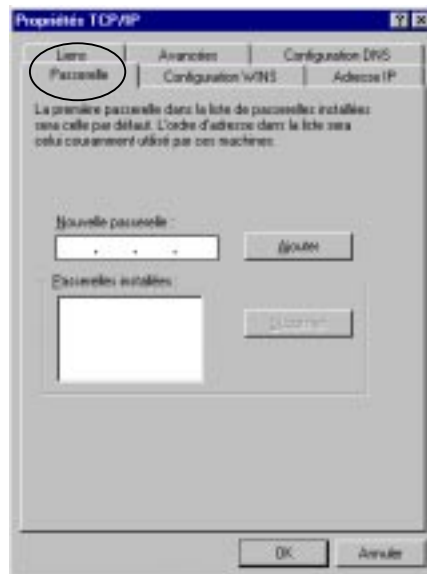 Propriétés TCP/IP
Liens Avancées Configuration DNS
Passerelle Configuration WINS Adresse IP
La première passerelle dans la liste de passerelles installées
sera celle par défaut. L'ordre d'adresse dans la liste sera
celui couramment utilisé par ces machines.
Nouvelle passerelle :
. . .
Ajouter
Passerelles installées :
Supprimer
OK Annuler